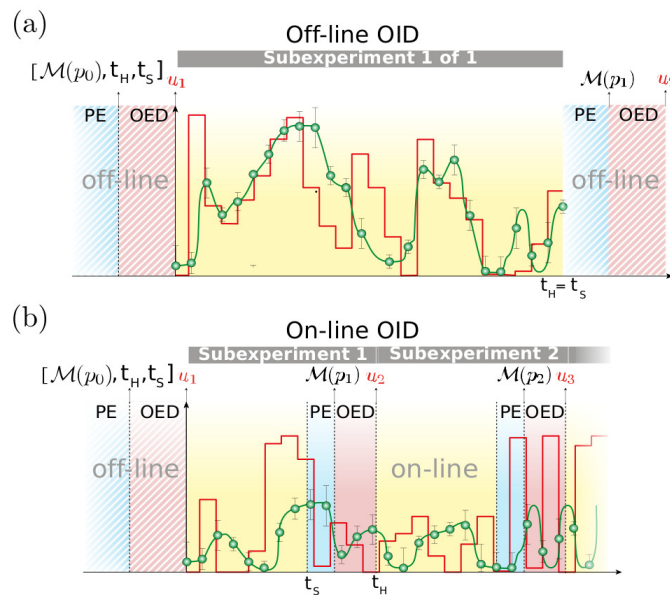 (a)
Off-line OID
Subexperiment 1 of 1
[ℳ(p₀), t_H, t_S]
u₁
ℳ(p₁)
PE
OED
PE
OED
off-line
off-line
t_H = t_S
(b)
On-line OID
Subexperiment 1
Subexperiment 2
[ℳ(p₀), t_H, t_S] u₁
ℳ(p₁) u₂
ℳ(p₂) u₃
PE
OED
PE
OED
PE
OED
off-line
on-line
t_S
t_H